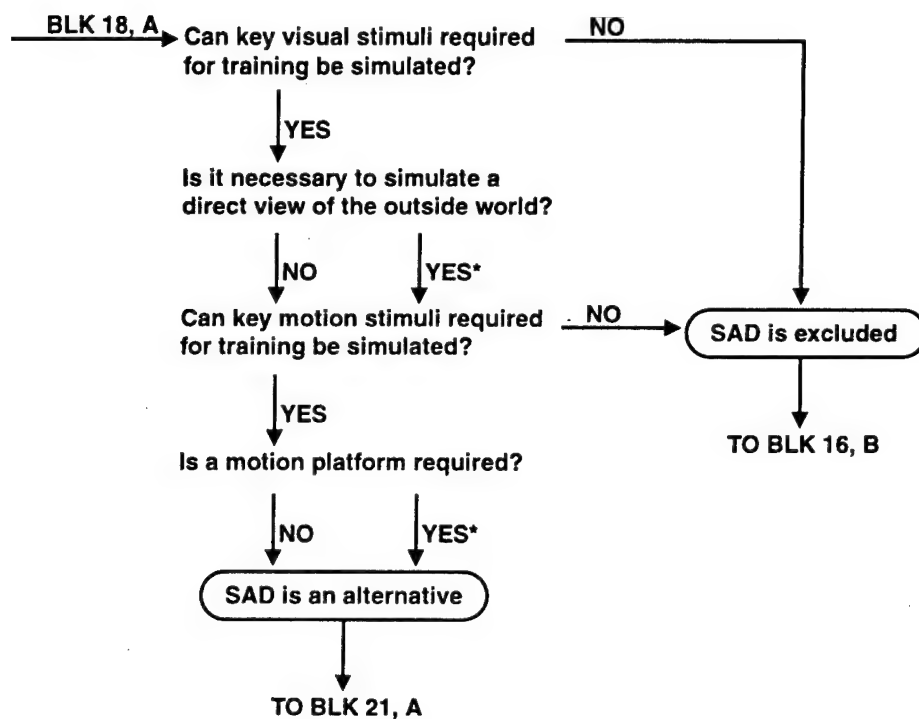 BLK 18, A
Can key visual stimuli required
for training be simulated?
NO
YES
Is it necessary to simulate a
direct view of the outside world?
NO
YES*
Can key motion stimuli required
for training be simulated?
NO
SAD is excluded
YES
TO BLK 16, B
Is a motion platform required?
NO
YES*
SAD is an alternative
TO BLK 21, A